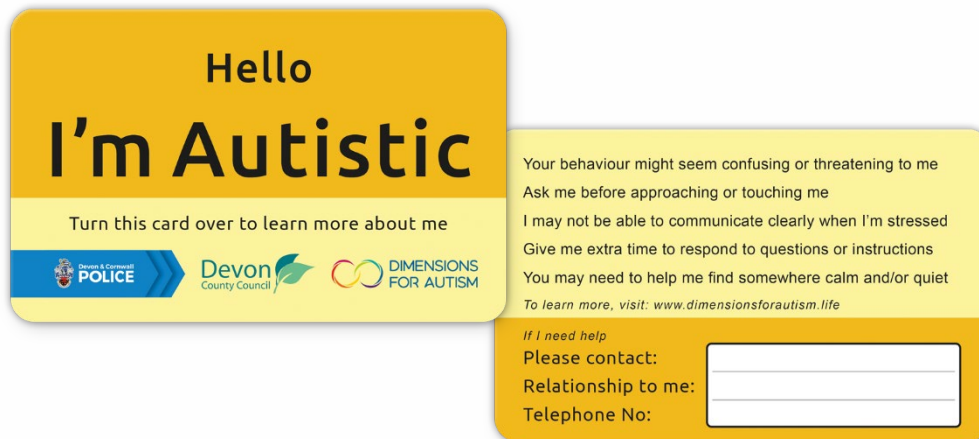 Hello
I'm Autistic
Turn this card over to learn more about me
Devon & Cornwall
POLICE
Devon
County Council
DIMENSIONS
FOR AUTISM
Your behaviour might seem confusing or threatening to me
Ask me before approaching or touching me
I may not be able to communicate clearly when I'm stressed
Give me extra time to respond to questions or instructions
You may need to help me find somewhere calm and/or quiet
To learn more, visit: www.dimensionsforautism.life
If I need help
Please contact:
Relationship to me:
Telephone No: